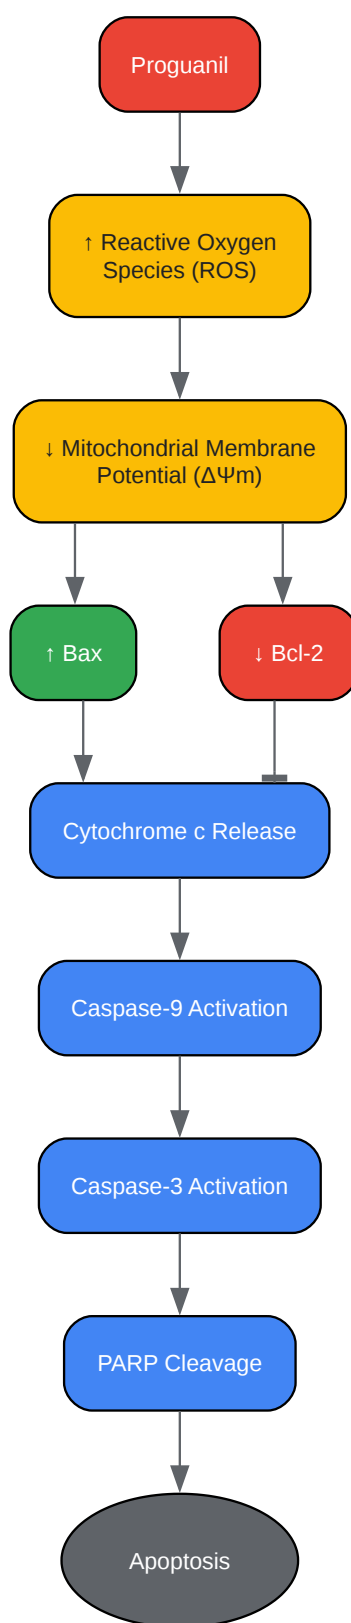 Proguanil
↑ Reactive Oxygen
Species (ROS)
↓ Mitochondrial Membrane
Potential (ΔΨm)
↑ Bax
↓ Bcl-2
Cytochrome c Release
Caspase-9 Activation
Caspase-3 Activation
PARP Cleavage
Apoptosis